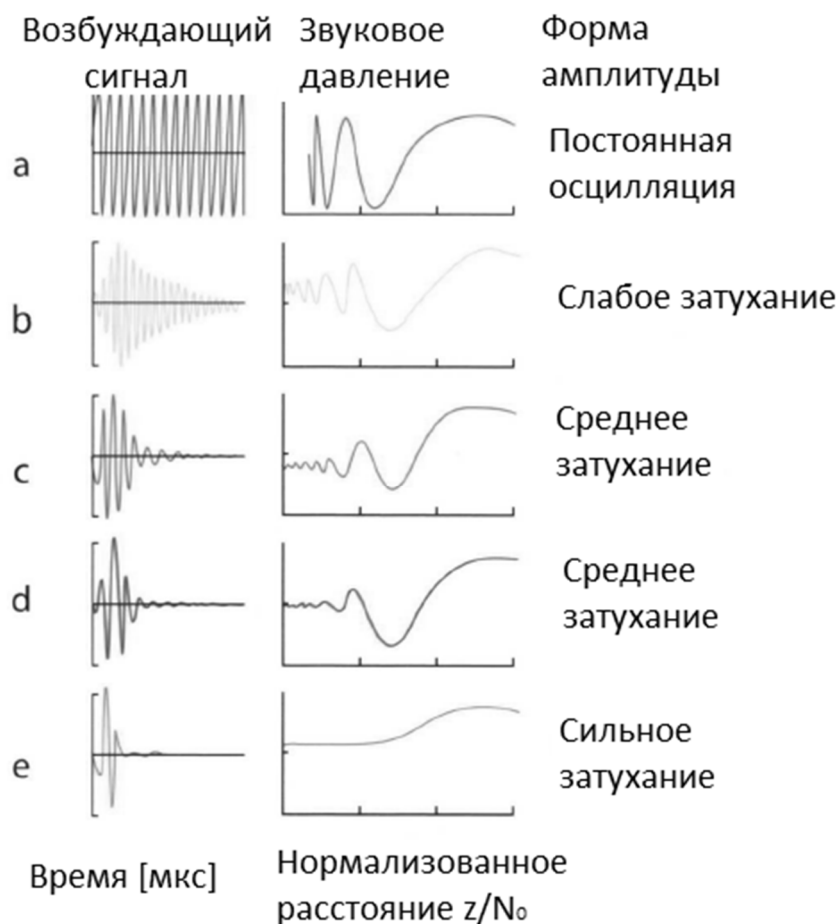 Возбуждающий сигнал
Звуковое давление
Форма амплитуды
a
Постоянная осцилляция
b
Слабое затухание
c
Среднее затухание
d
Среднее затухание
e
Сильное затухание
Время [мкс]
Нормализованное расстояние z/N₀